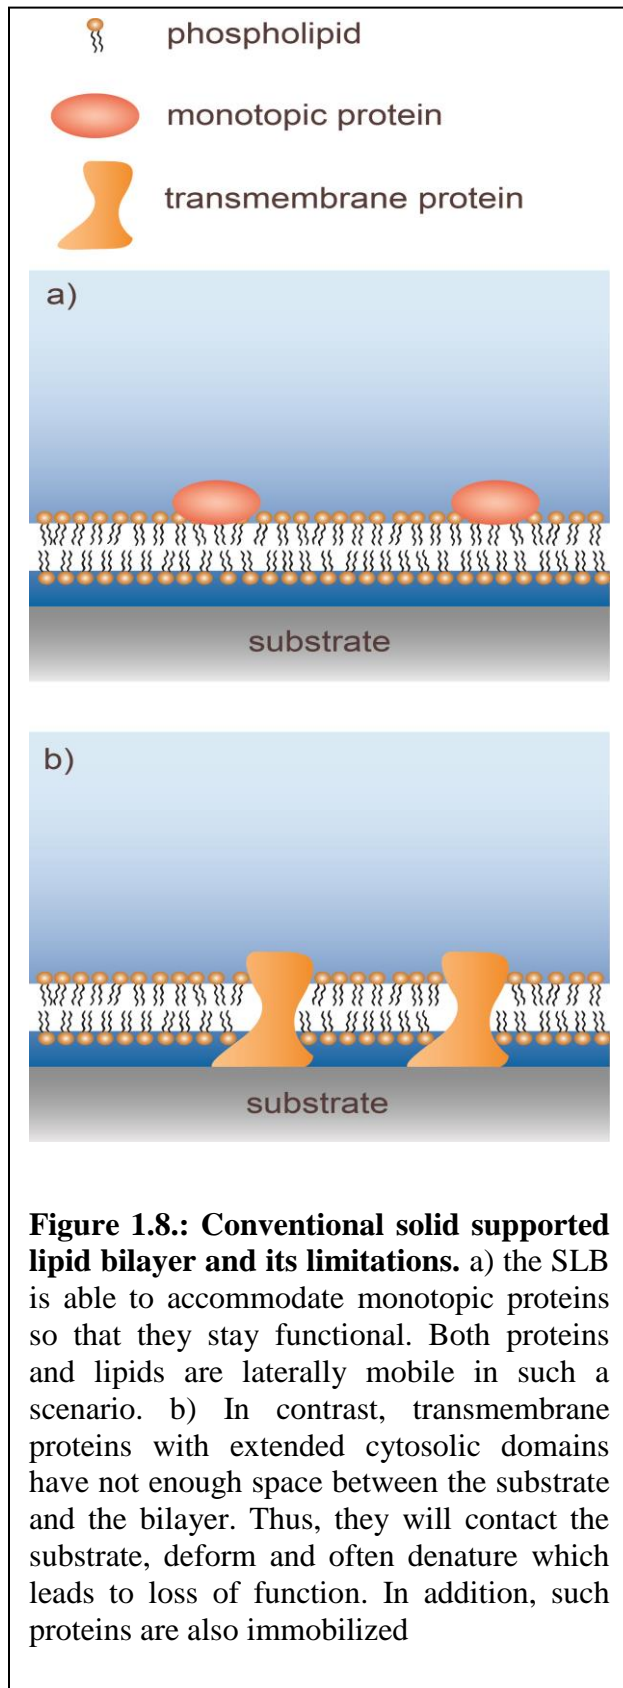 phospholipid
monotopic protein
transmembrane protein
a)
substrate
b)
substrate
Figure 1.8.: Conventional solid supported
lipid bilayer and its limitations. a) the SLB
is able to accommodate monotopic proteins
so that they stay functional. Both proteins
and lipids are laterally mobile in such a
scenario. b) In contrast, transmembrane
proteins with extended cytosolic domains
have not enough space between the substrate
and the bilayer. Thus, they will contact the
substrate, deform and often denature which
leads to loss of function. In addition, such
proteins are also immobilized